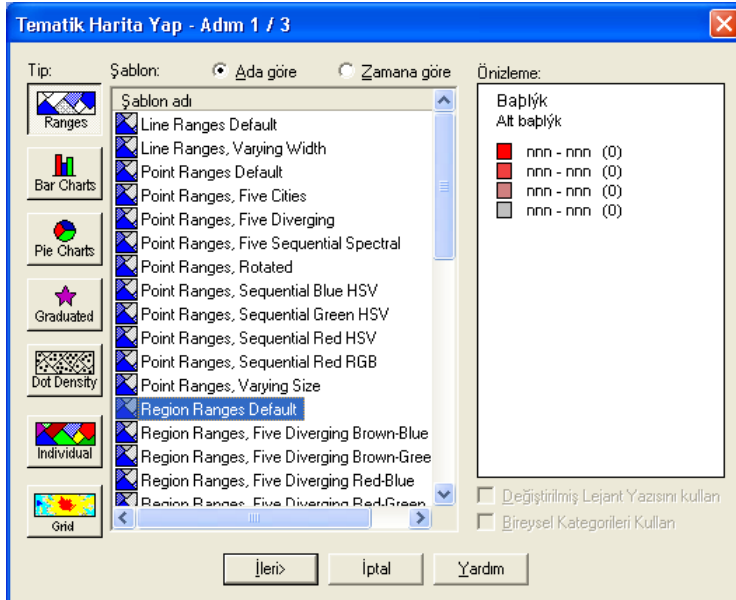 Tematik Harita Yap - Adım 1 / 3
Tip:
Şablon:
Ada göre
Zamana göre
Önizleme:
Ranges
Bar Charts
Pie Charts
Graduated
Dot Density
Individual
Grid
Şablon adı
Line Ranges Default
Line Ranges, Varying Width
Point Ranges Default
Point Ranges, Five Cities
Point Ranges, Five Diverging
Point Ranges, Five Sequential Spectral
Point Ranges, Rotated
Point Ranges, Sequential Blue HSV
Point Ranges, Sequential Green HSV
Point Ranges, Sequential Red HSV
Point Ranges, Sequential Red RGB
Point Ranges, Varying Size
Region Ranges Default
Region Ranges, Five Diverging Brown-Blue
Region Ranges, Five Diverging Brown-Gree
Region Ranges, Five Diverging Red-Blue
Region Ranges, Five Diverging Red-Green
Baþlýk
Alt baþlýk
nnn - nnn (0)
nnn - nnn (0)
nnn - nnn (0)
nnn - nnn (0)
Değiştirilmiş Lejant Yazısını kullan
Bireysel Kategorileri Kullan
İleri>
İptal
Yardım